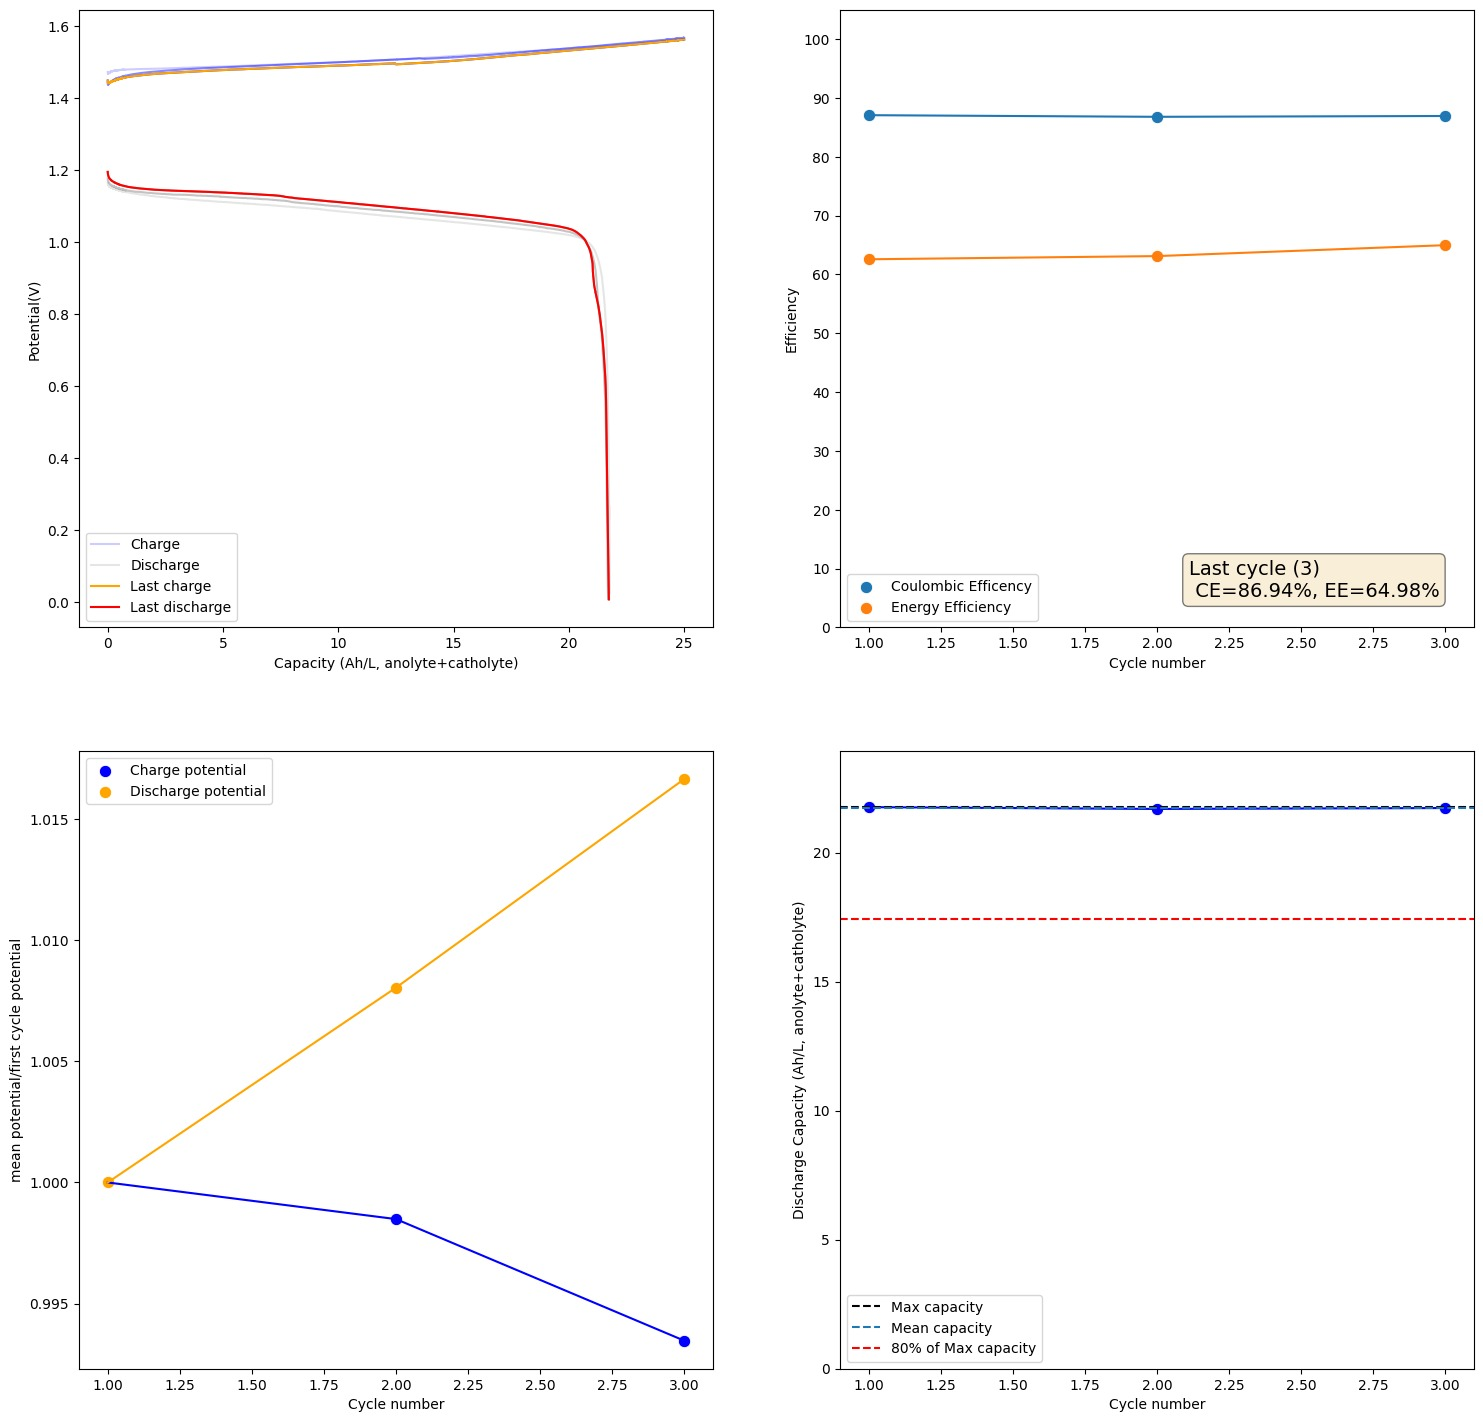 1.6
1.4
1.2
1.0
0.8
0.6
0.4
0.2
0.0
Potential(V)
Charge
Discharge
Last charge
Last discharge
0 5 10 15 20 25
Capacity (Ah/L, anolyte+catholyte)
100
90
80
70
60
50
40
30
20
10
0
Efficiency
Coulombic Efficency
Energy Efficiency
Last cycle (3)
CE=86.94%, EE=64.98%
1.00 1.25 1.50 1.75 2.00 2.25 2.50 2.75 3.00
Cycle number
Charge potential
Discharge potential
1.015
1.010
1.005
1.000
0.995
mean potential/first cycle potential
1.00 1.25 1.50 1.75 2.00 2.25 2.50 2.75 3.00
Cycle number
20
15
10
5
0
Discharge Capacity (Ah/L, anolyte+catholyte)
Max capacity
Mean capacity
80% of Max capacity
1.00 1.25 1.50 1.75 2.00 2.25 2.50 2.75 3.00
Cycle number